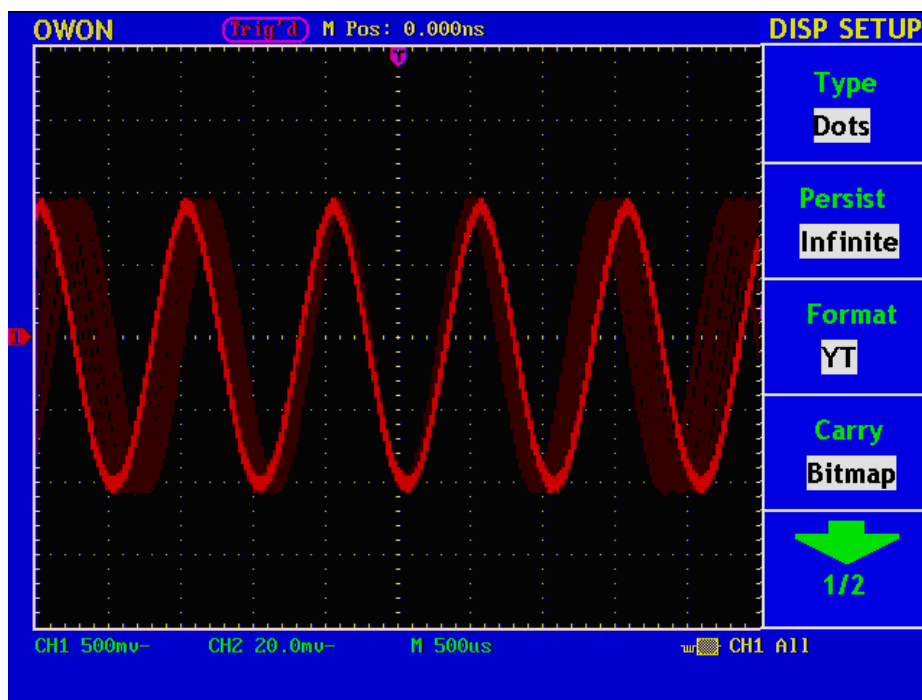 OWON Trig'd M Pos: 0.000ns DISP SETUP
T
Type
Dots
Persist
Infinite
1
Format
YT
Carry
Bitmap
1/2
CH1 500mv~ CH2 20.0mv~ M 500us CH1 All